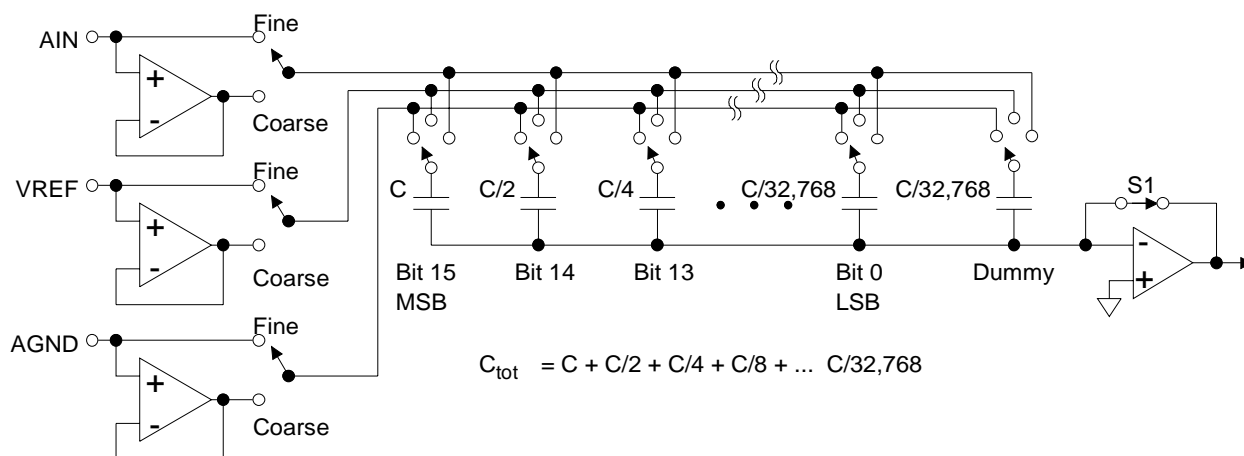 AIN
Fine
+
-
Coarse
VREF
Fine
+
-
Coarse
AGND
Fine
+
-
Coarse
C
C/2
C/4
• • •
C/32,768
C/32,768
S1
-
+
Bit 15
MSB
Bit 14
Bit 13
Bit 0
LSB
Dummy
Ctot = C + C/2 + C/4 + C/8 + ... C/32,768